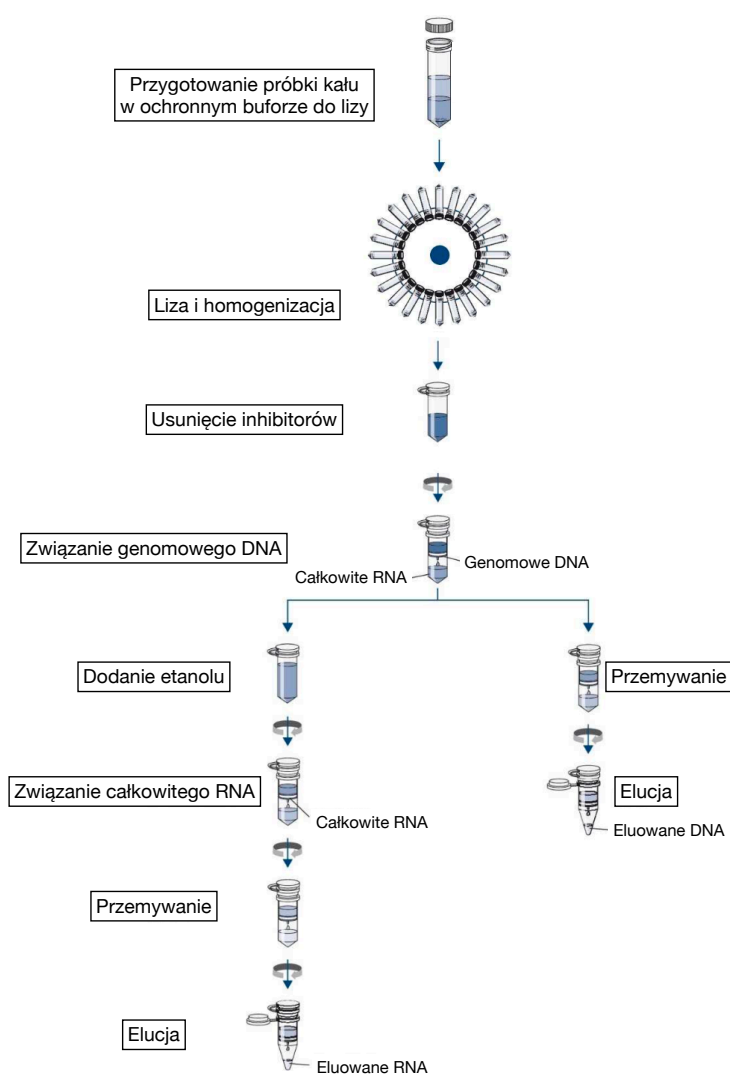 Przygotowanie próbki kału
w ochronnym buforze do lizy
Liza i homogenizacja
Usunięcie inhibitorów
Związanie genomowego DNA
Genomowe DNA
Całkowite RNA
Dodanie etanolu
Przemywanie
Związanie całkowitego RNA
Całkowite RNA
Elucja
Eluowane DNA
Przemywanie
Elucja
Eluowane RNA